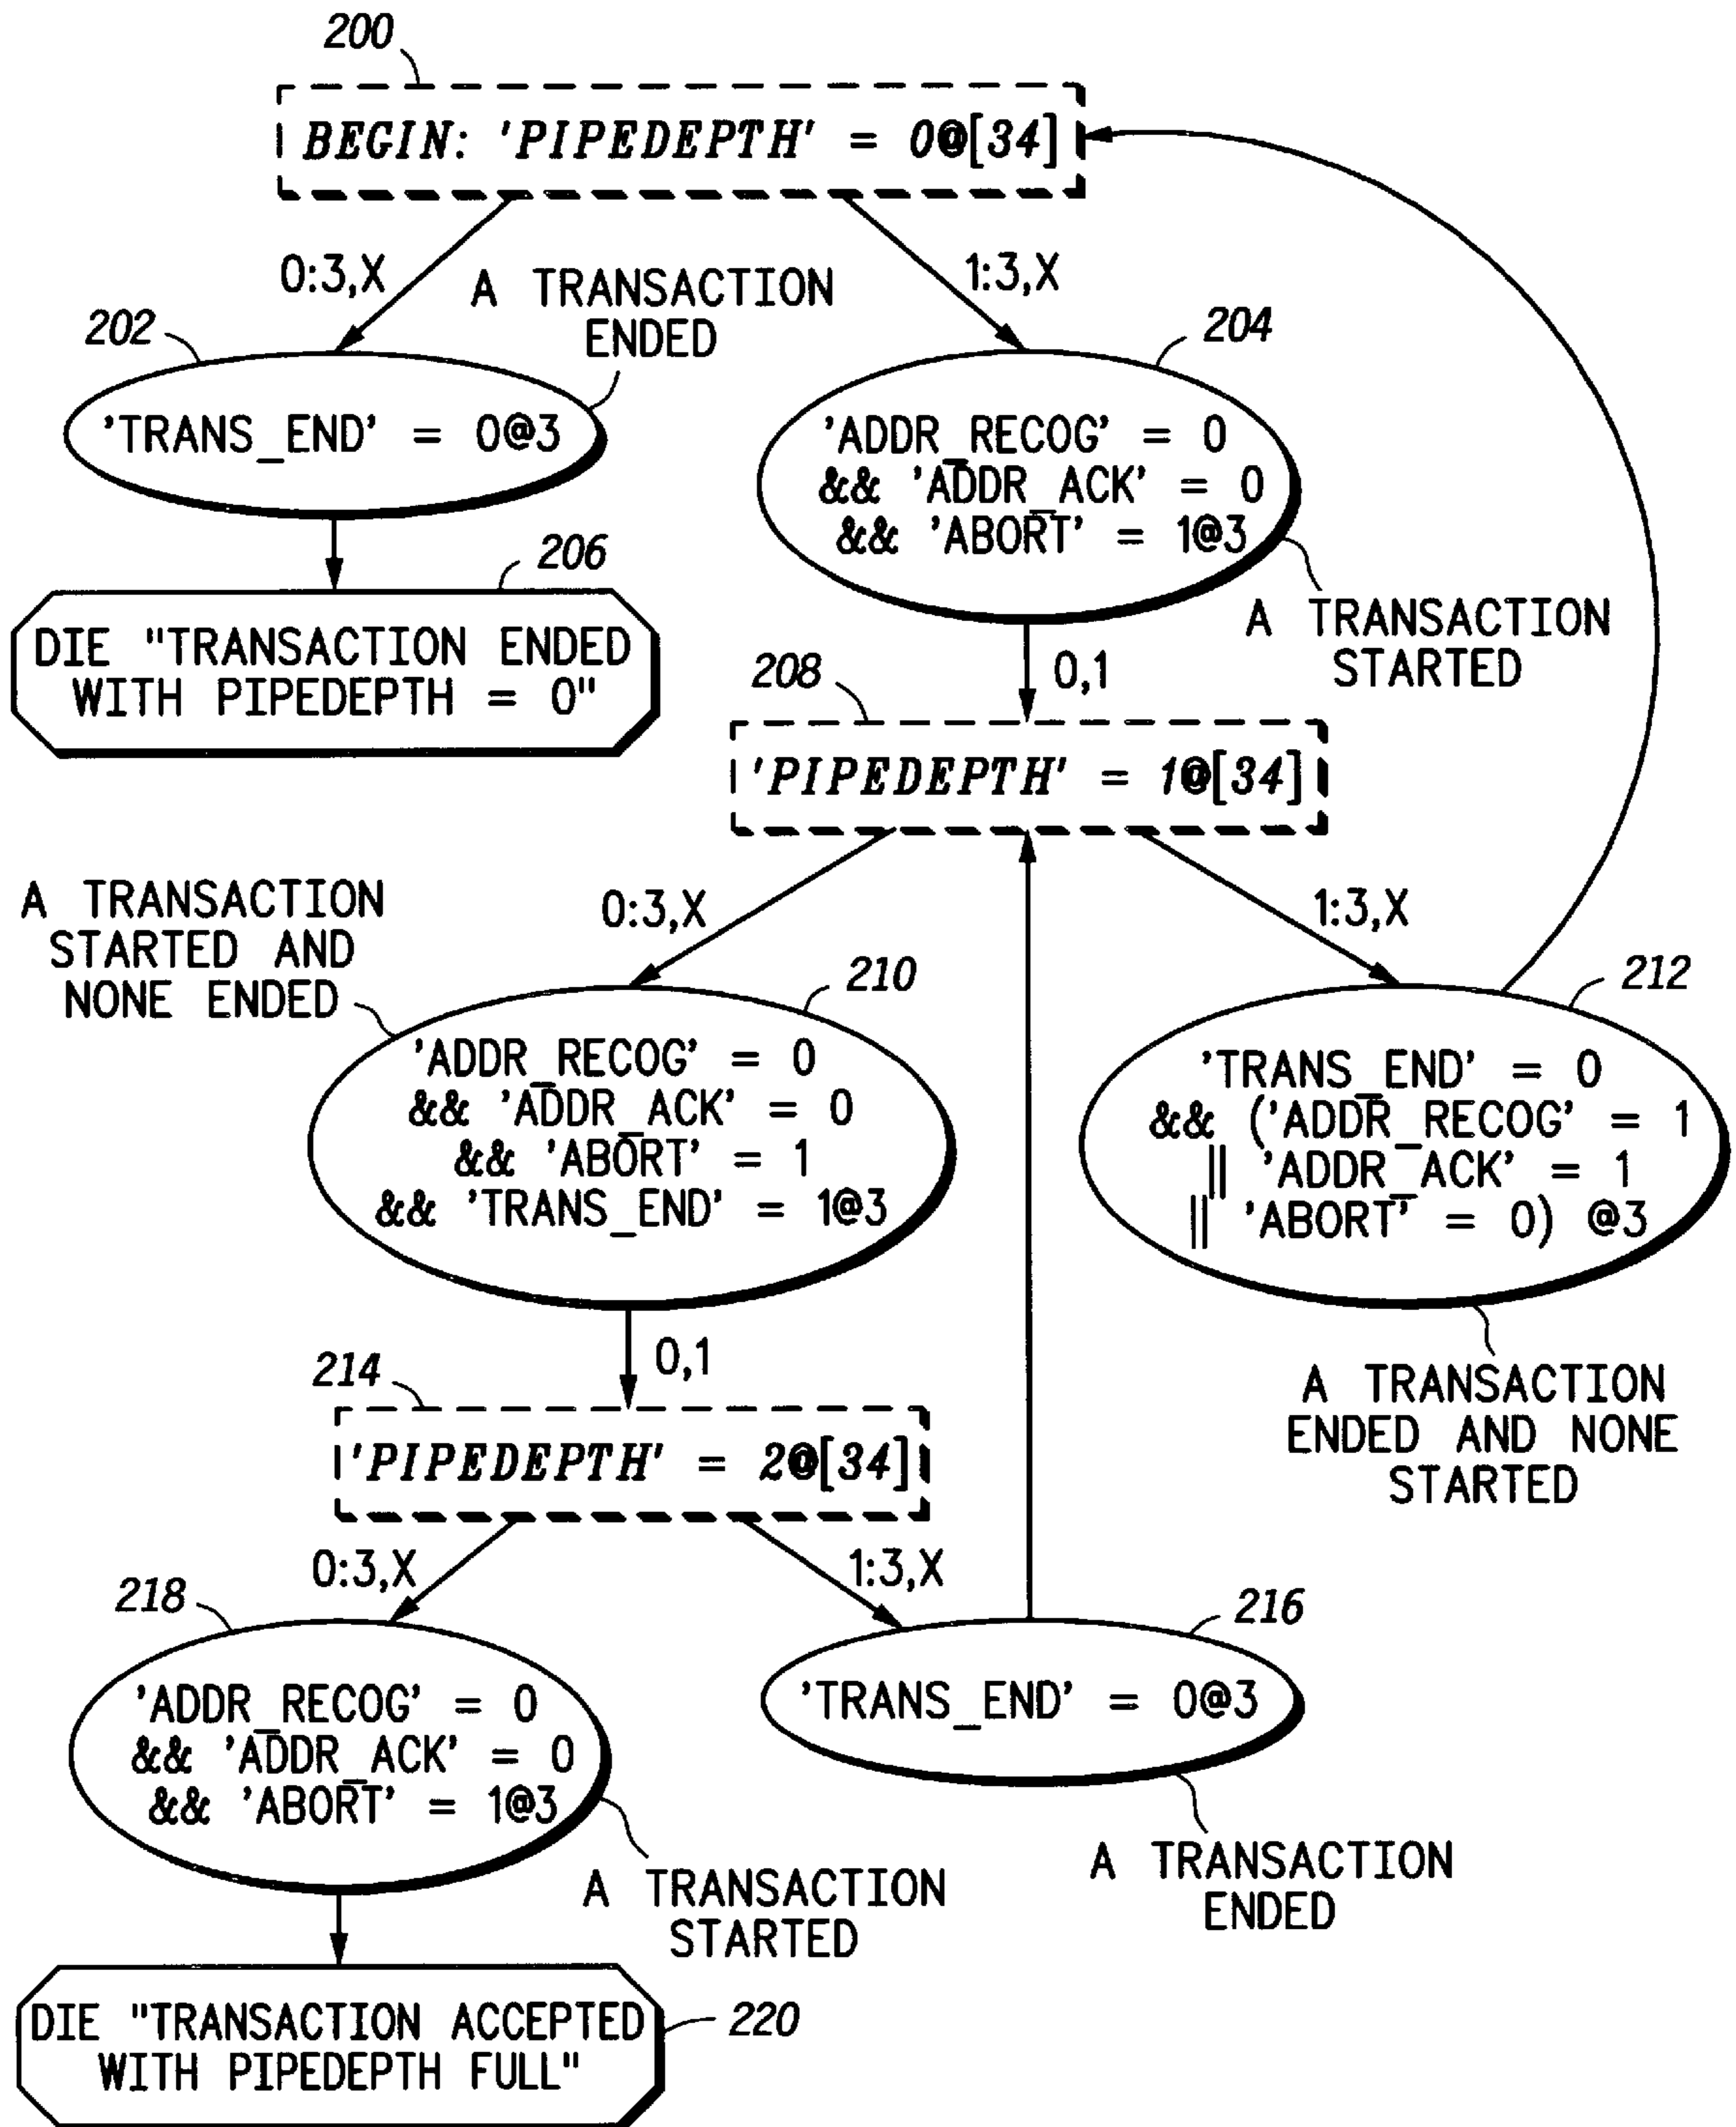 200
BEGIN: 'PIPEDEPTH' = 0@[34]
0:3,X
1:3,X
A TRANSACTION
ENDED
202
204
'TRANS_END' = 0@3
'ADDR_RECOG' = 0
&& 'ADDR_ACK' = 0
&& 'ABORT' = 1@3
206
A TRANSACTION
STARTED
DIE "TRANSACTION ENDED
WITH PIPEDEPTH = 0"
0,1
208
'PIPEDEPTH' = 1@[34]
A TRANSACTION
STARTED AND
NONE ENDED
0:3,X
1:3,X
210
212
'ADDR_RECOG' = 0
&& 'ADDR_ACK' = 0
&& 'ABORT' = 1
&& 'TRANS_END' = 1@3
'TRANS_END' = 0
&& ('ADDR_RECOG' = 1
|| 'ADDR_ACK' = 1
|| 'ABORT' = 0) @3
0,1
214
A TRANSACTION
ENDED AND NONE
STARTED
'PIPEDEPTH' = 2@[34]
0:3,X
1:3,X
218
216
'ADDR_RECOG' = 0
&& 'ADDR_ACK' = 0
&& 'ABORT' = 1@3
'TRANS_END' = 0@3
A TRANSACTION
STARTED
A TRANSACTION
ENDED
DIE "TRANSACTION ACCEPTED
WITH PIPEDEPTH FULL"
220